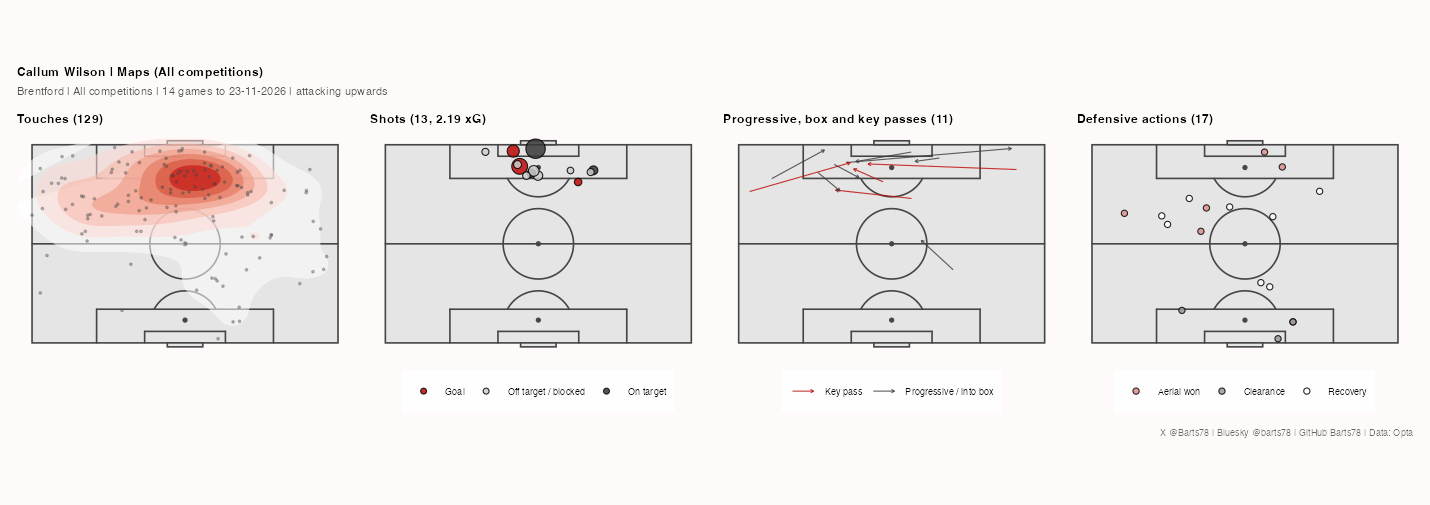 Callum Wilson | Maps (All competitions)
Brentford | All competitions | 14 games to 23-11-2026 | attacking upwards
Touches (129)
Shots (13, 2.19 xG)
Progressive, box and key passes (11)
Defensive actions (17)
Goal
Off target / blocked
On target
Key pass
Progressive / into box
Aerial won
Clearance
Recovery
X @Barts78 | Bluesky @barts78 | GitHub Barts78 | Data: Opta